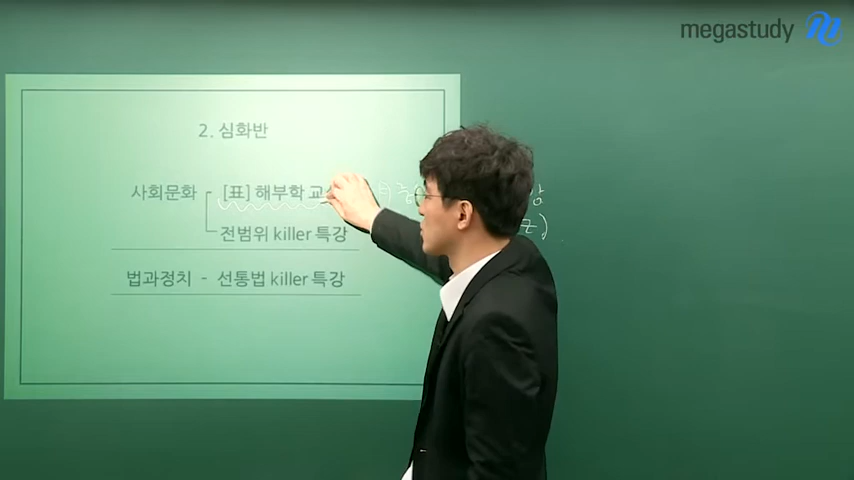 megastudy
2. 심화반
사회문화 [표] 해부학
전범위 killer 특강
법과정치 - 선통법 killer 특강